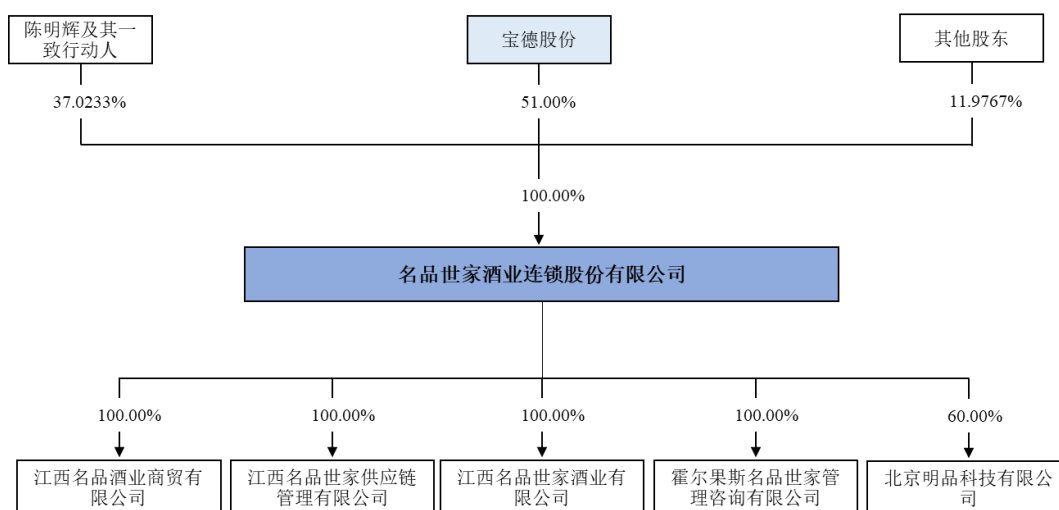 陈明辉及其一
致行动人
宝德股份
其他股东
37.0233%
51.00%
11.9767%
100.00%
名品世家酒业连锁股份有限公司
100.00%
100.00%
100.00%
100.00%
60.00%
江西名品酒业商贸有
限公司
江西名品世家供应链
管理有限公司
江西名品世家酒业有
限公司
霍尔果斯名品世家管
理咨询有限公司
北京明品科技有限公
司